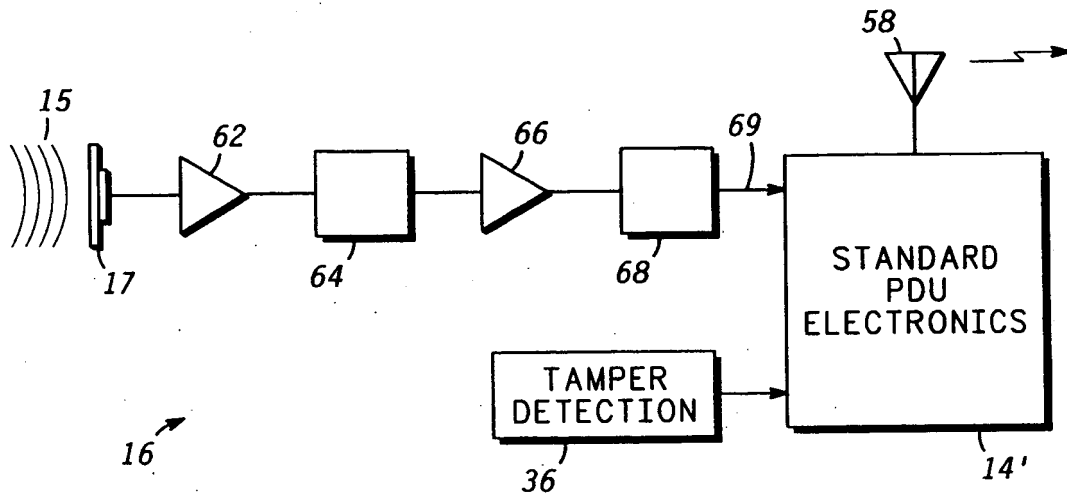 58
15
62
66
69
17
64
68
STANDARD
PDU
ELECTRONICS
TAMPER
DETECTION
16
36
14'